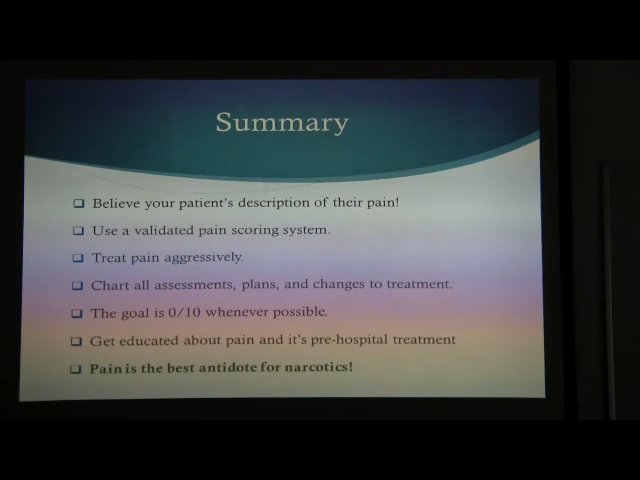 Summary
Believe your patient's description of their pain!
Use a validated pain scoring system.
Treat pain aggressively.
Chart all assessments, plans, and changes to treatment.
The goal is 0/10 whenever possible.
Get educated about pain and it's pre-hospital treatment
Pain is the best antidote for narcotics!